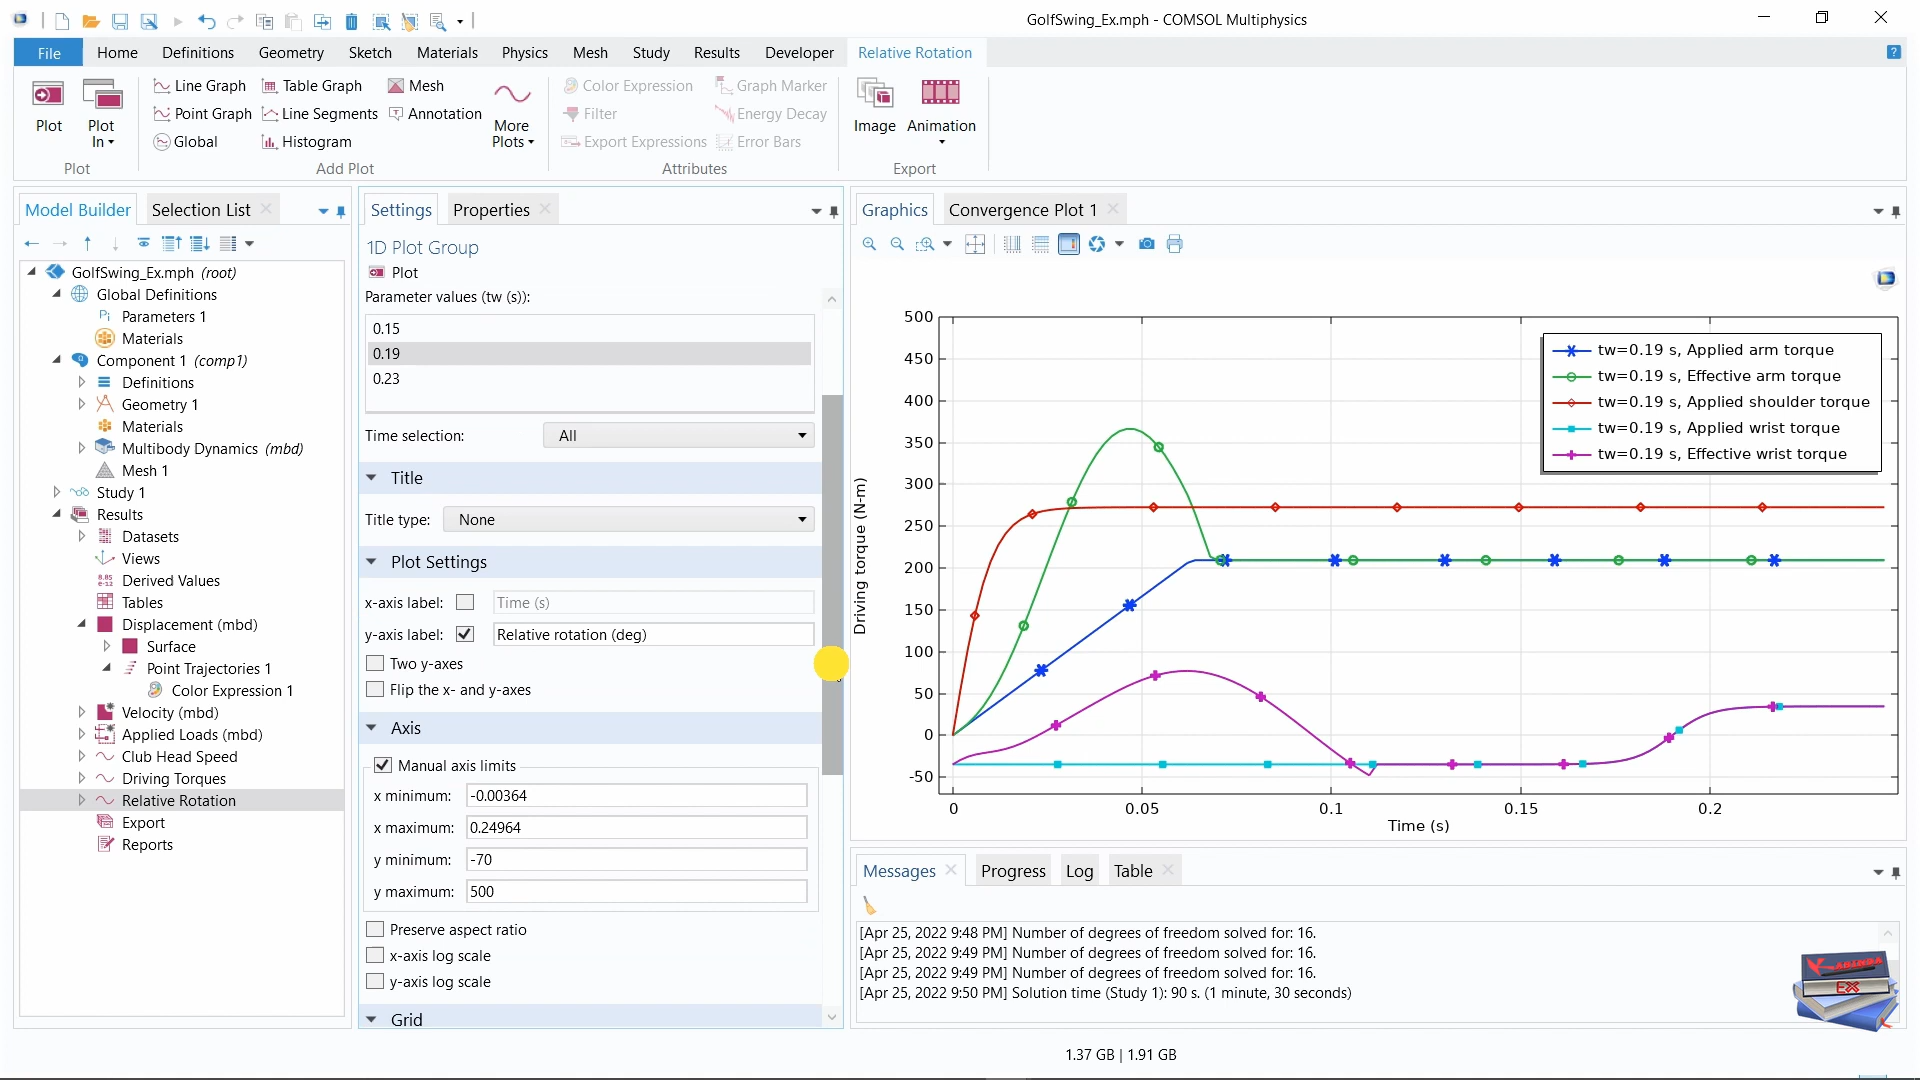 GolfSwing_Ex.mph - COMSOL Multiphysics
File Home Definitions Geometry Sketch Materials Physics Mesh Study Results Developer Relative Rotation
Plot
Plot In
Line Graph Table Graph Mesh
Point Graph Line Segments Annotation
Global Histogram
More Plots
Color Expression Graph Marker
Filter Energy Decay
Export Expressions Error Bars
Image Animation
Plot Add Plot Attributes Export
Model Builder Selection List
GolfSwing_Ex.mph (root)
Global Definitions
Pi Parameters 1
Materials
Component 1 (comp1)
Definitions
Geometry 1
Materials
Multibody Dynamics (mbd)
Mesh 1
Study 1
Results
Datasets
Views
8.85 e-12 Derived Values
Tables
Displacement (mbd)
Surface
Point Trajectories 1
Color Expression 1
Velocity (mbd)
Applied Loads (mbd)
Club Head Speed
Driving Torques
Relative Rotation
Export
Reports
Settings Properties
1D Plot Group
Plot
Parameter values (tw (s)):
0.15
0.19
0.23
Time selection: All
Title
Title type: None
Plot Settings
x-axis label: Time (s)
y-axis label: Relative rotation (deg)
Two y-axes
Flip the x- and y-axes
Axis
Manual axis limits
x minimum: -0.00364
x maximum: 0.24964
y minimum: -70
y maximum: 500
Preserve aspect ratio
x-axis log scale
y-axis log scale
Grid
Graphics Convergence Plot 1
500
450
400
350
300
250
200
150
100
50
0
-50
Driving torque (N-m)
tw=0.19 s, Applied arm torque
tw=0.19 s, Effective arm torque
tw=0.19 s, Applied shoulder torque
tw=0.19 s, Applied wrist torque
tw=0.19 s, Effective wrist torque
0 0.05 0.1 0.15 0.2
Time (s)
Messages Progress Log Table
[Apr 25, 2022 9:48 PM] Number of degrees of freedom solved for: 16.
[Apr 25, 2022 9:49 PM] Number of degrees of freedom solved for: 16.
[Apr 25, 2022 9:49 PM] Number of degrees of freedom solved for: 16.
[Apr 25, 2022 9:50 PM] Solution time (Study 1): 90 s. (1 minute, 30 seconds)
EX
1.37 GB | 1.91 GB